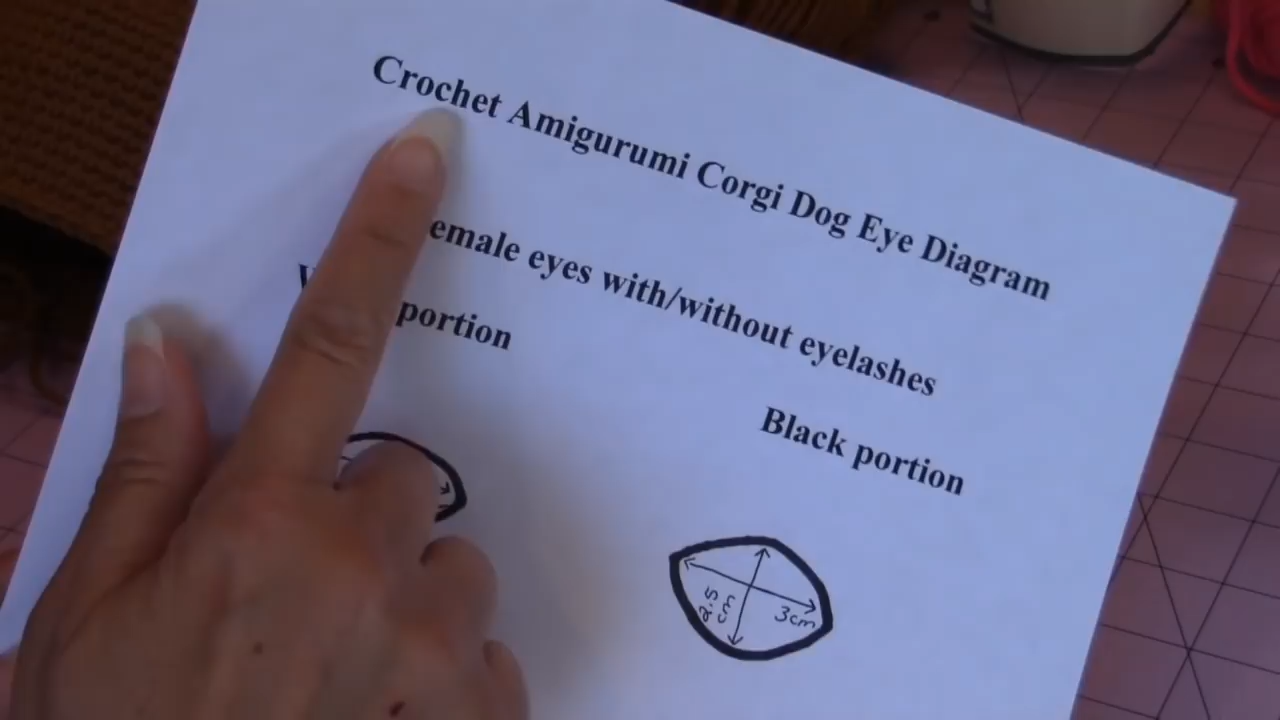 Crochet Amigurumi Corgi Dog Eye Diagram
emale eyes with/without eyelashes
portion
Black portion
2.5 cm
3cm